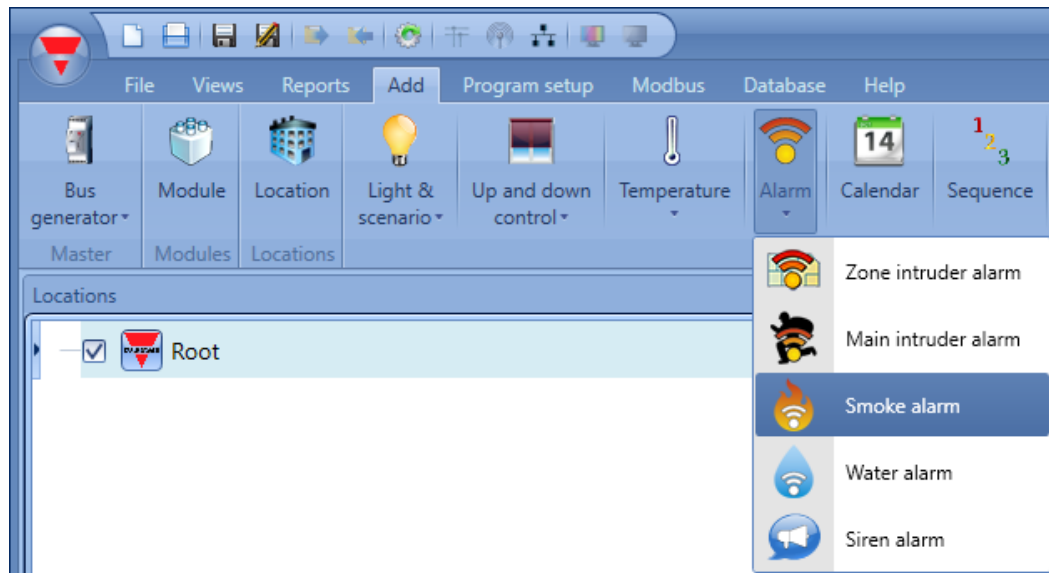 File Views Reports Add Program setup Modbus Database Help
14
1
2
3
Bus generator
Module
Location
Light & scenario
Up and down control
Temperature
Alarm
Calendar
Sequence
Master
Modules
Locations
Zone intruder alarm
Locations
Main intruder alarm
Root
Smoke alarm
Water alarm
Siren alarm